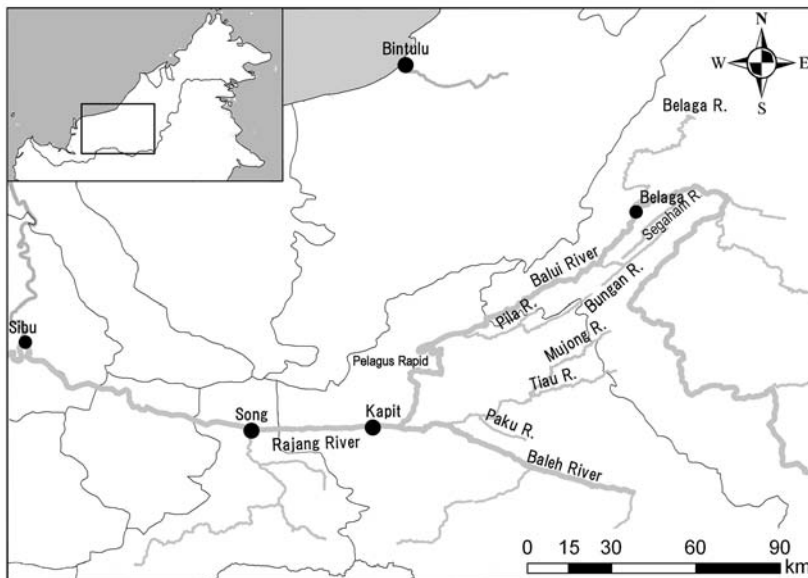 Bintulu
N
W E
S
Belaga R.
Belaga
Segaham R.
Balui River
Bungan R.
Pila R.
Sibu
Mujong R.
Pelagus Rapid
Tiau R.
Song
Kapit
Paku R.
Rajang River
Baleh River
0 15 30 60 90
km